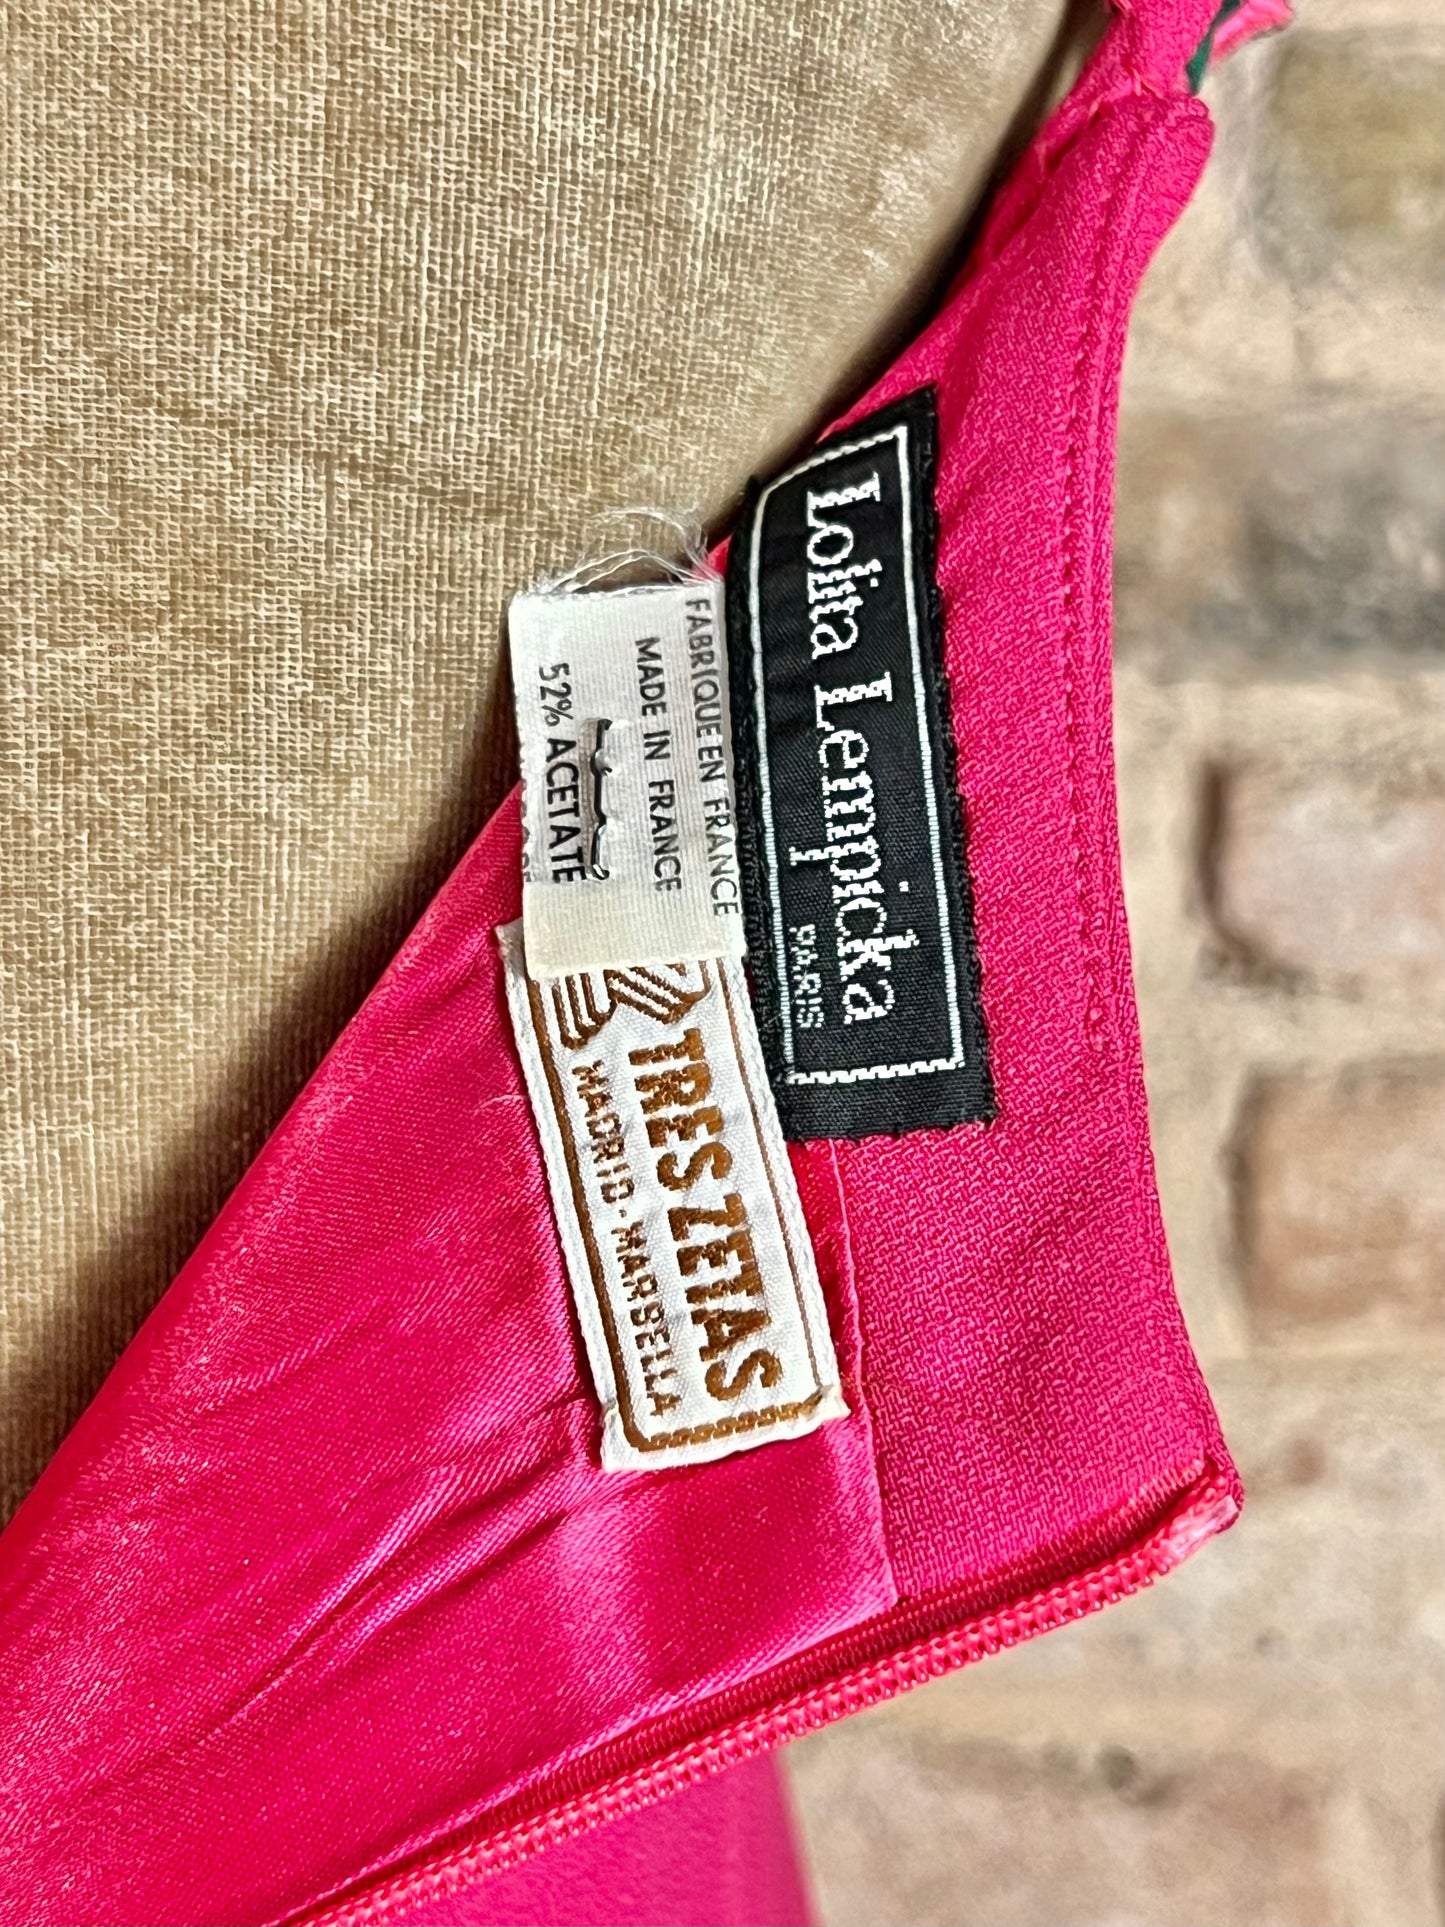 Lolita Lempicka
PARIS
FABRIQUE EN FRANCE
MADE IN FRANCE
52% ACETATE
TRES ZETAS
MADRID-MARBELLA